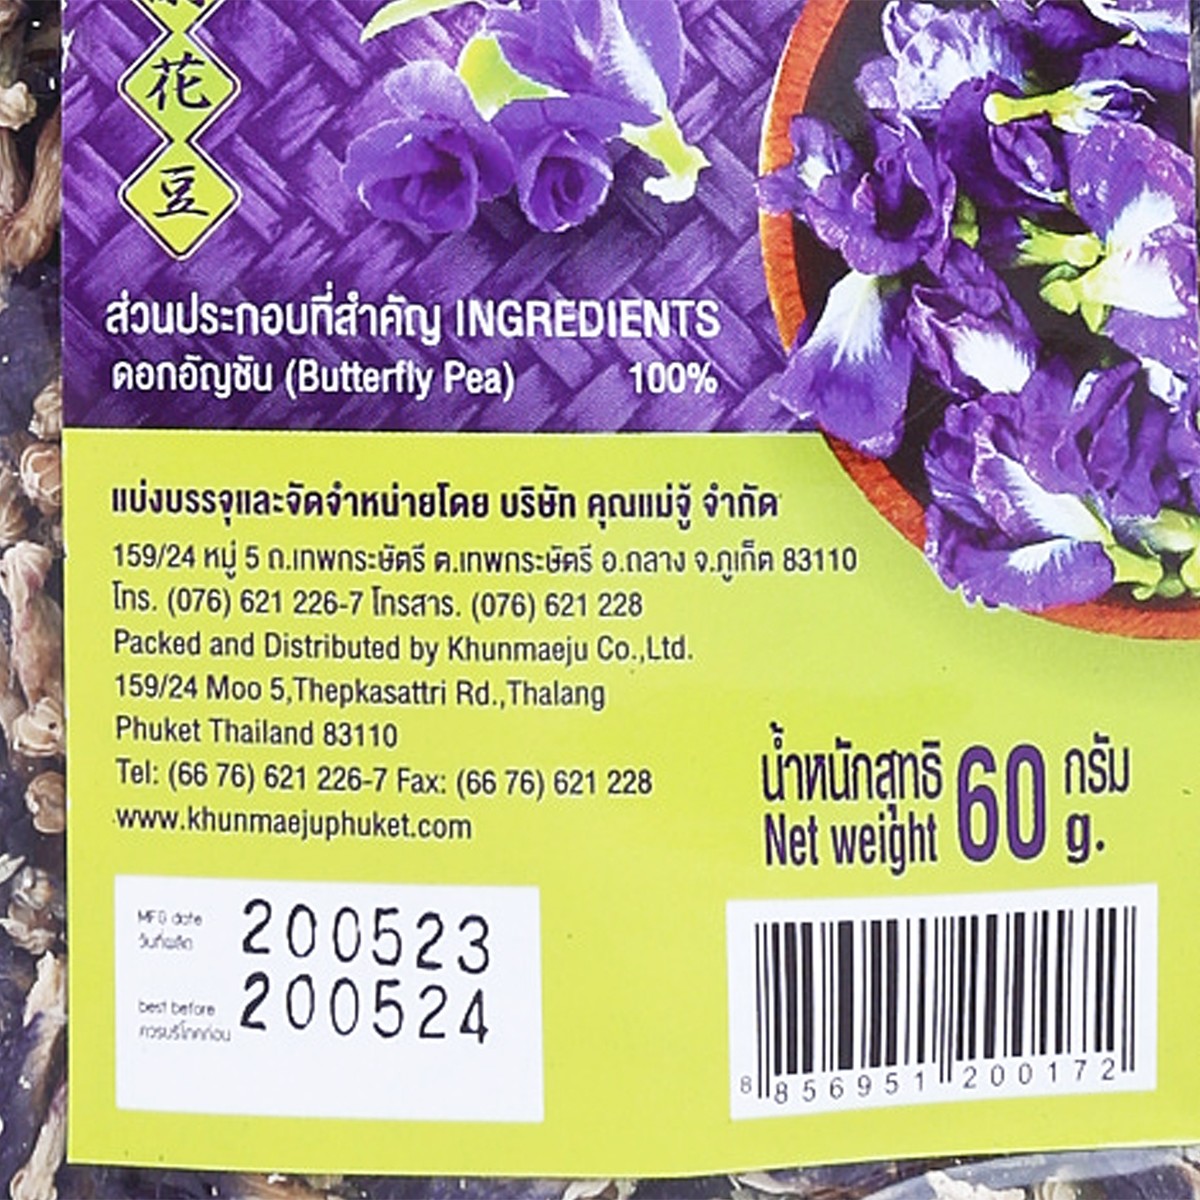 花
豆
ส่วนประกอบที่สำคัญ INGREDIENTS
ดอกอัญชัน (Butterfly Pea) 100%
แบ่งบรรจุและจัดจำหน่ายโดย บริษัท คุณแม่จู้ จำกัด
159/24 หมู่ 5 ถ.เทพกระษัตรี ต.เทพกระษัตรี อ.ถลาง จ.ภูเก็ต 83110
โทร. (076) 621 226-7 โทรสาร. (076) 621 228
Packed and Distributed by Khunmaeju Co.,Ltd.
159/24 Moo 5,Thepkasattri Rd.,Thalang
Phuket Thailand 83110
Tel: (66 76) 621 226-7 Fax: (66 76) 621 228
www.khunmaejuphuket.com
น้ำหนักสุทธิ 60 กรัม
Net weight g.
MFG date 200523
วันที่ผลิต
best before 200524
ควรบริโภคก่อน
8 856951 200172